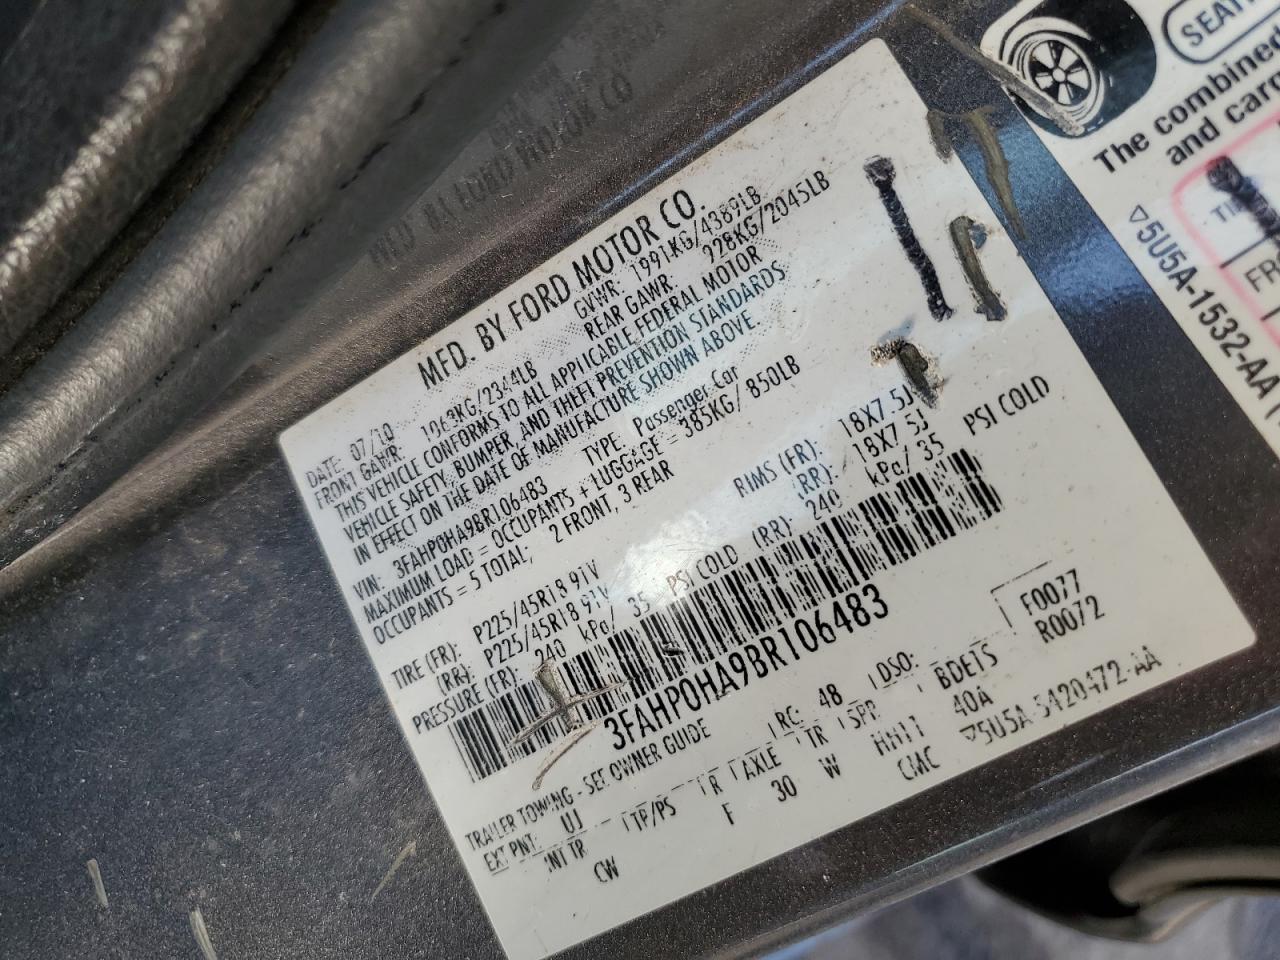 MFD. BY FORD MOTOR CO.
DATE: 07/10 GVWR: 1991KG/4389LB
FRONT GAWR: 1063KG/2344LB REAR GAWR: 928KG/2045LB
THIS VEHICLE CONFORMS TO ALL APPLICABLE FEDERAL MOTOR
VEHICLE SAFETY, BUMPER, AND THEFT PREVENTION STANDARDS
IN EFFECT ON THE DATE OF MANUFACTURE SHOWN ABOVE.
VIN: 3FAHP0HA9BR106483 TYPE: Passenger Car
MAXIMUM LOAD = OCCUPANTS + LUGGAGE = 385KG/ 850LB
OCCUPANTS = 5 TOTAL; 2 FRONT, 3 REAR
TIRE (FR): P225/45R18 91V RIMS (FR): 18X7.5J
(RR): P225/45R18 91V (RR): 18X7.5J
PRESSURE (FR): 240 kPa/ 35 PSI COLD (RR): 240 kPa/ 35 PSI COLD
3FAHP0HA9BR106483
F0077
R0072
TRAILER TOWING - SEE OWNER GUIDE
EXT PNT: UJ RC: 48 DSO:
INT TR TP/PS R AXLE TR SPR BDETS
CW F 30 W HH11 40A
CMC ▽5U5A-5420472-AA
SEATI
The combined
and cargo
▽5U5A-1532-AA